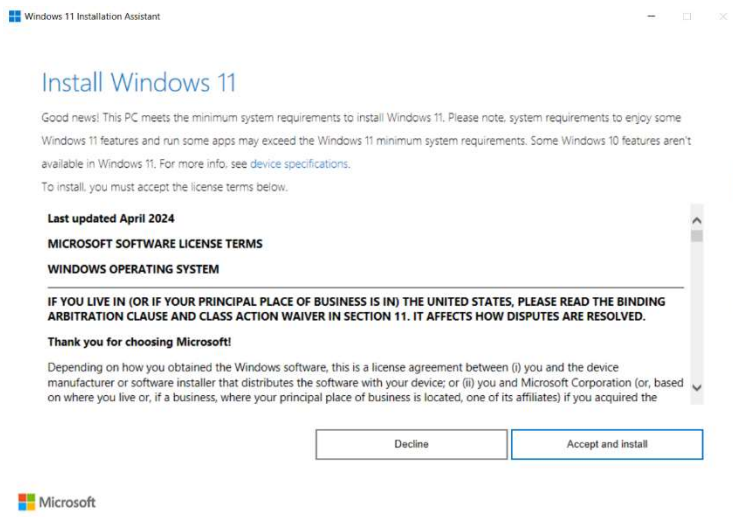 Windows 11 Installation Assistant
Install Windows 11
Good news! This PC meets the minimum system requirements to install Windows 11. Please note, system requirements to enjoy some
Windows 11 features and run some apps may exceed the Windows 11 minimum system requirements. Some Windows 10 features aren't
available in Windows 11. For more info, see device specifications.
To install, you must accept the license terms below.
Last updated April 2024
MICROSOFT SOFTWARE LICENSE TERMS
WINDOWS OPERATING SYSTEM
IF YOU LIVE IN (OR IF YOUR PRINCIPAL PLACE OF BUSINESS IS IN) THE UNITED STATES, PLEASE READ THE BINDING
ARBITRATION CLAUSE AND CLASS ACTION WAIVER IN SECTION 11. IT AFFECTS HOW DISPUTES ARE RESOLVED.
Thank you for choosing Microsoft!
Depending on how you obtained the Windows software, this is a license agreement between (i) you and the device
manufacturer or software installer that distributes the software with your device; or (ii) you and Microsoft Corporation (or, based
on where you live or, if a business, where your principal place of business is located, one of its affiliates) if you acquired the
Decline
Accept and install
Microsoft